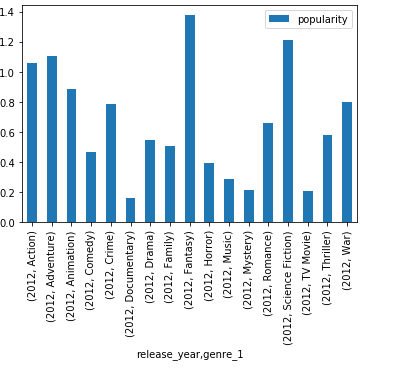 1.4
1.2
1.0
0.8
0.6
0.4
0.2
0.0
popularity
(2012, Action)
(2012, Adventure)
(2012, Animation)
(2012, Comedy)
(2012, Crime)
(2012, Documentary)
(2012, Drama)
(2012, Family)
(2012, Fantasy)
(2012, Horror)
(2012, Music)
(2012, Mystery)
(2012, Romance)
(2012, Science Fiction)
(2012, TV Movie)
(2012, Thriller)
(2012, War)
release_year,genre_1